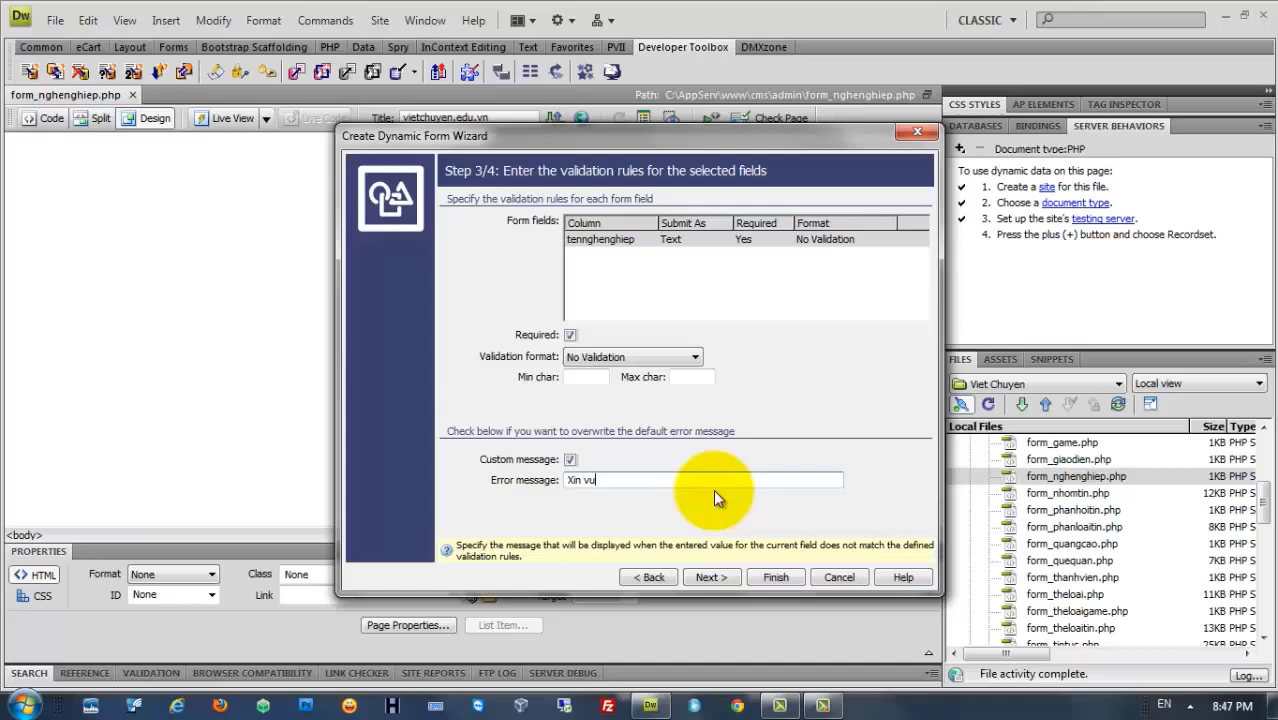 Dw File Edit View Insert Modify Format Commands Site Window Help CLASSIC
Common eCart Layout Forms Bootstrap Scaffolding PHP Data Spry InContext Editing Text Favorites PVII Developer Toolbox DMXzone
form_nghenghiep.php Path: C:\AppServ\www\cms\admin\form_nghenghiep.php
Code Split Design Live View Live Code Title: vietchuyen.edu.vn Check Page
CSS STYLES AP ELEMENTS TAG INSPECTOR
DATABASES BINDINGS SERVER BEHAVIORS
Document type:PHP
To use dynamic data on this page:
1. Create a site for this file.
2. Choose a document type.
3. Set up the site's testing server.
4. Press the plus (+) button and choose Recordset.
Create Dynamic Form Wizard
Step 3/4: Enter the validation rules for the selected fields
Specify the validation rules for each form field
Form fields:
Column Submit As Required Format
tennghenghiep Text Yes No Validation
Required:
Validation format: No Validation
Min char: Max char:
Check below if you want to overwrite the default error message
Custom message:
Error message: Xin vu
Specify the message that will be displayed when the entered value for the current field does not match the defined
validation rules.
< Back Next > Finish Cancel Help
FILES ASSETS SNIPPETS
Viet Chuyen Local view
Local Files Size Type
form_game.php 1KB PHP S
form_giaodien.php 1KB PHP S
form_nghenghiep.php 1KB PHP S
form_nhomtin.php 12KB PHP S
form_phanhoitin.php 1KB PHP S
form_phanloaitin.php 8KB PHP S
form_quangcao.php 1KB PHP S
form_quequan.php 7KB PHP S
form_thanhvien.php 1KB PHP S
form_theloai.php 11KB PHP S
form_theloaigame.php 1KB PHP S
form_theloaitin.php 12KB PHP S
form_tintuc.php 25KB PHP S
File activity complete. Log...
<body>
PROPERTIES
HTML Format None Class None
CSS ID None Link
Page Properties... List Item...
SEARCH REFERENCE VALIDATION BROWSER COMPATIBILITY LINK CHECKER SITE REPORTS FTP LOG SERVER DEBUG
EN 8:47 PM